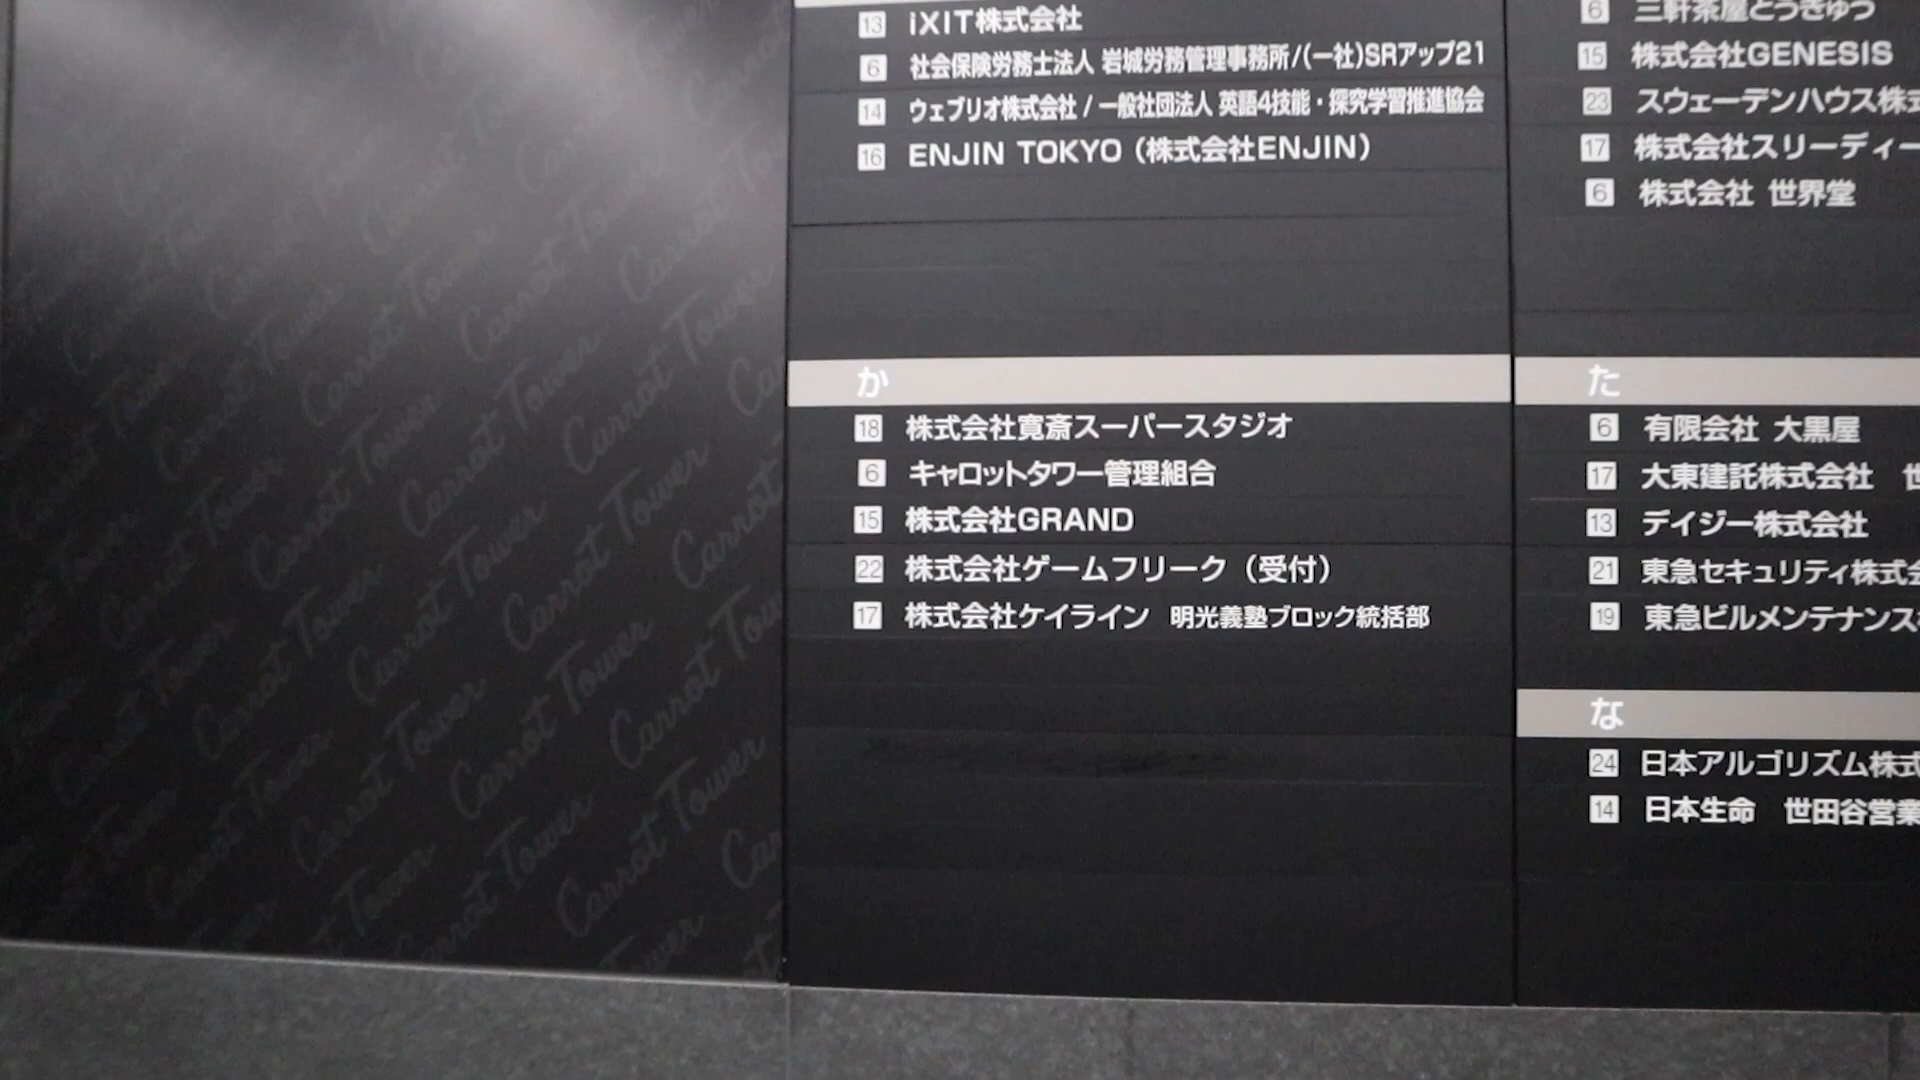 13 iXIT株式会社
6 社会保険労務士法人 岩城労務管理事務所/(一社)SRアップ21
14 ウェブリオ株式会社 / 一般社団法人 英語4技能・探究学習推進協会
16 ENJIN TOKYO（株式会社ENJIN）
か
18 株式会社寛斎スーパースタジオ
6 キャロットタワー管理組合
15 株式会社GRAND
22 株式会社ゲームフリーク（受付）
17 株式会社ケイライン 明光義塾ブロック統括部
6 三軒茶屋とうきゅう
15 株式会社GENESIS
23 スウェーデンハウス株式
17 株式会社スリーディー
6 株式会社 世界堂
た
6 有限会社 大黒屋
17 大東建託株式会社 世
13 デイジー株式会社
21 東急セキュリティ株式会
19 東急ビルメンテナンス
な
24 日本アルゴリズム株式
14 日本生命 世田谷営業
Carrot Tower